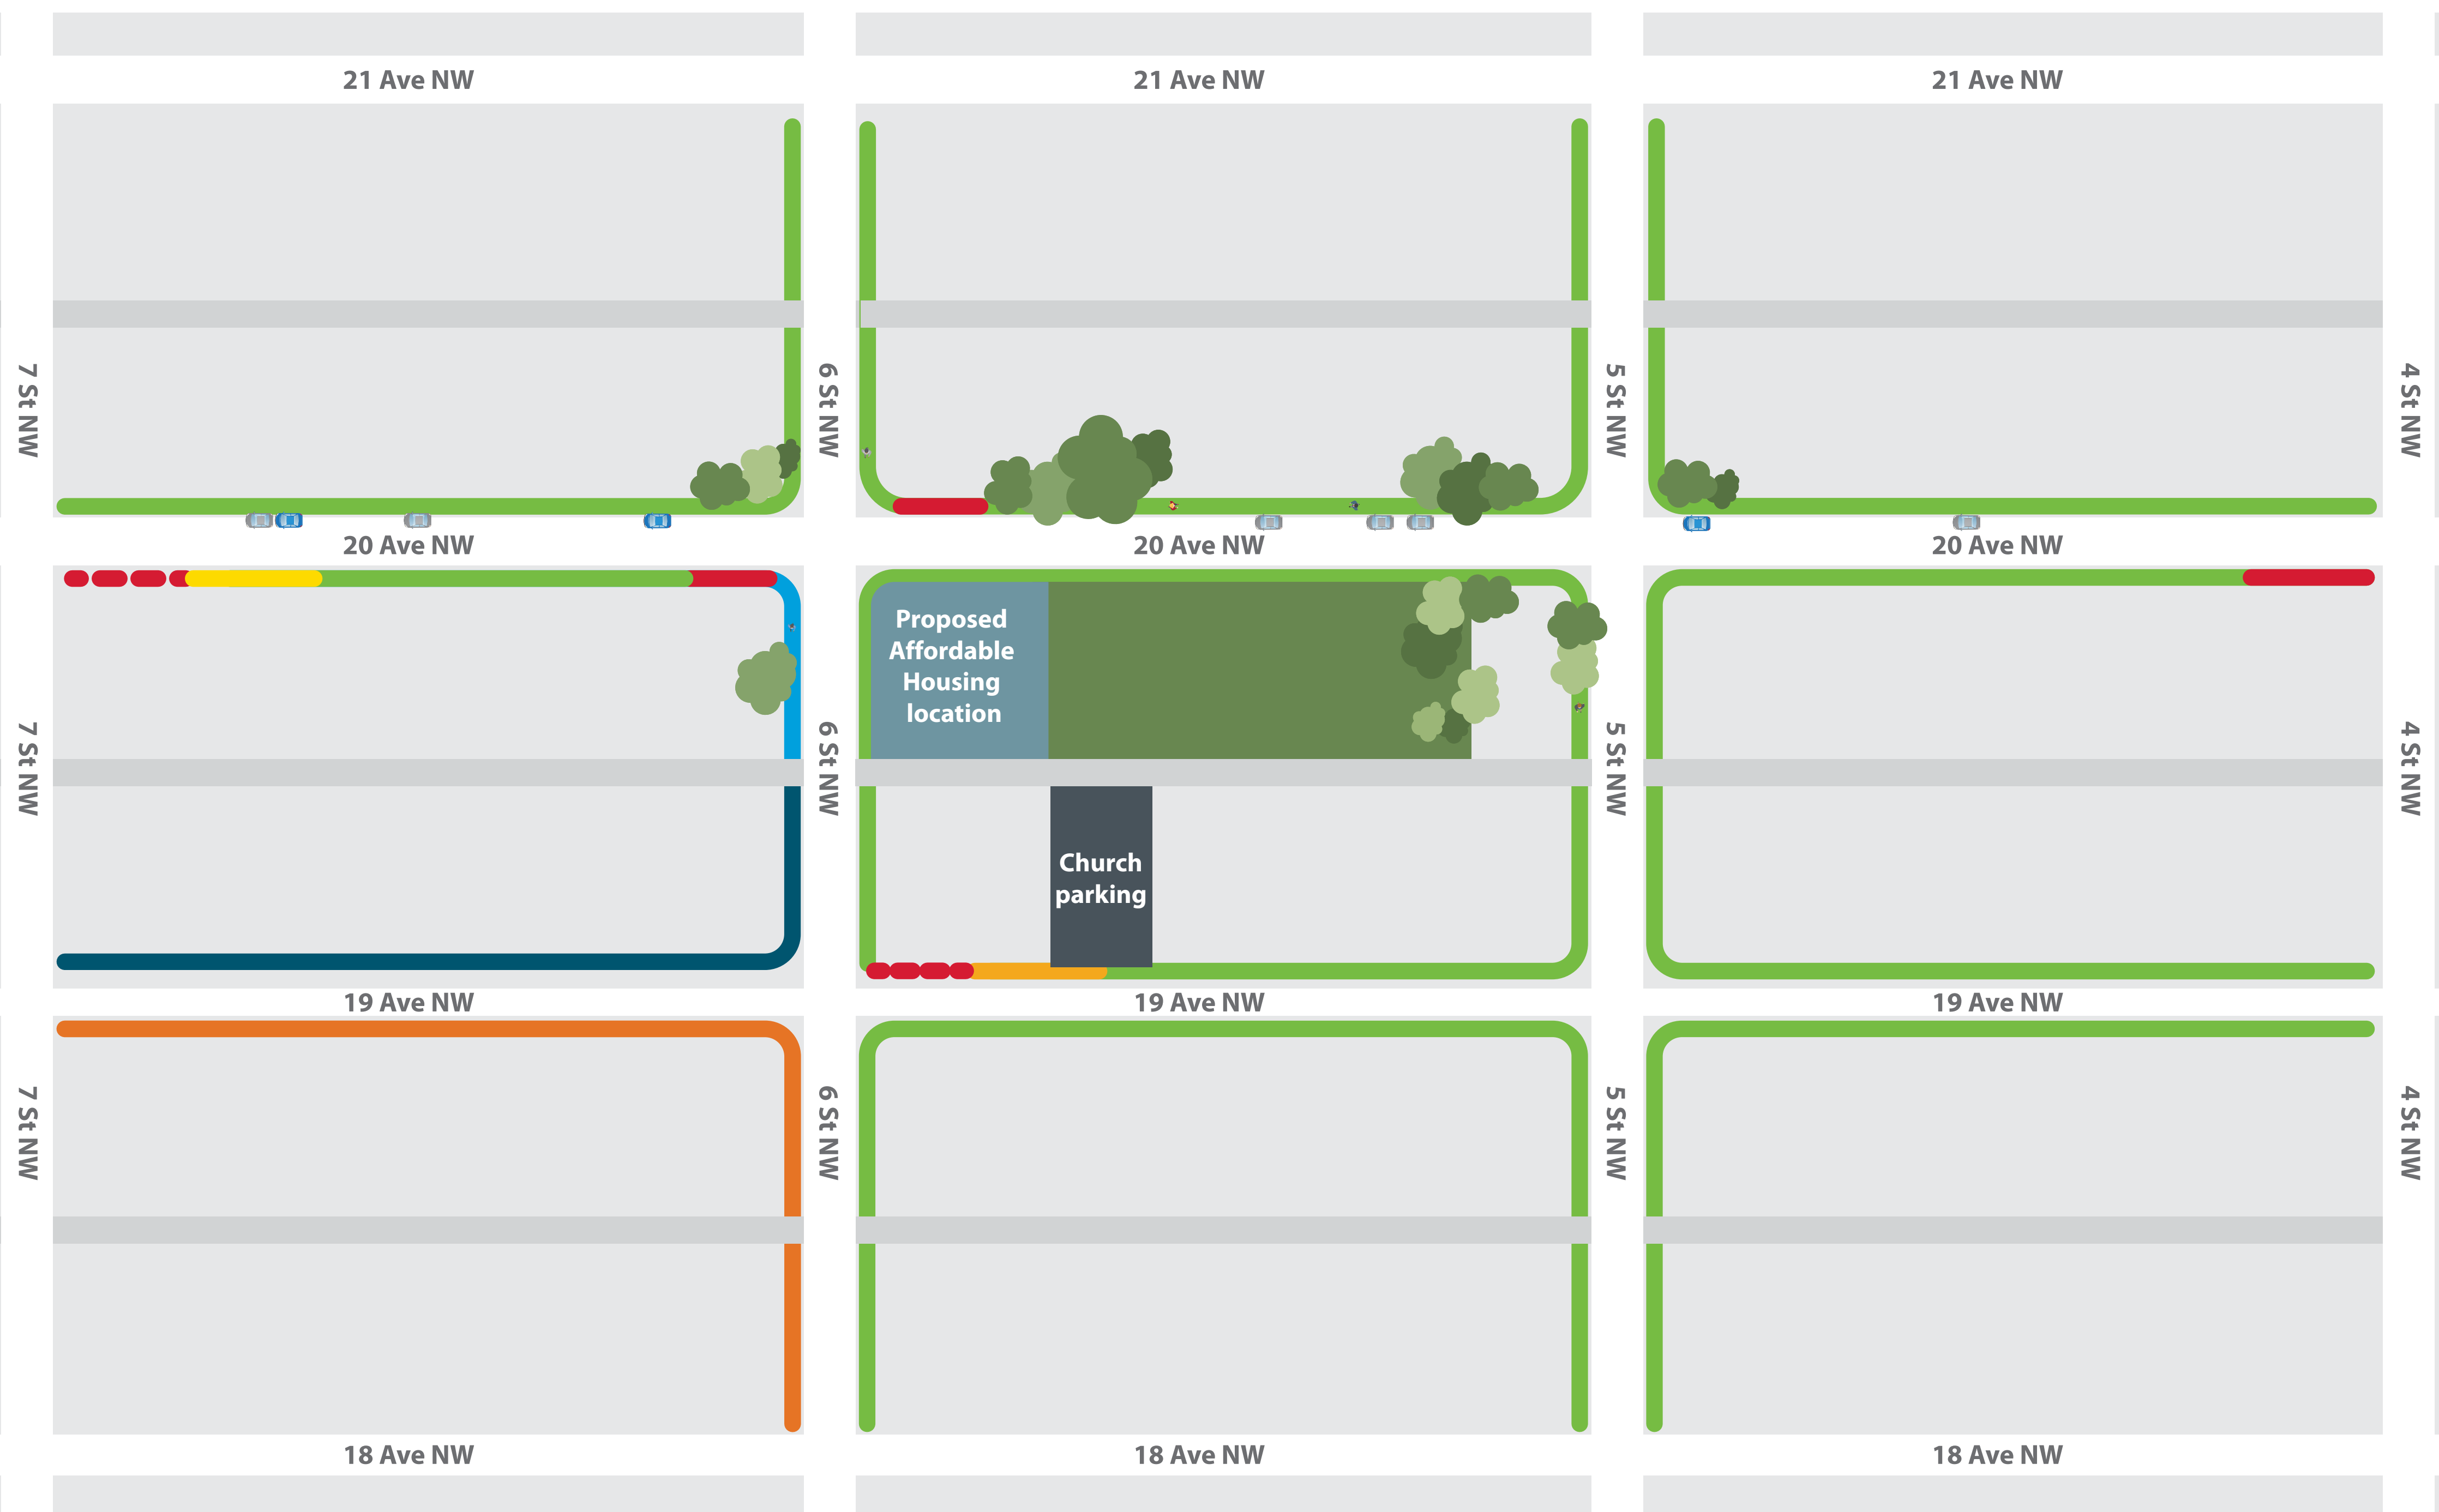 21 Ave NW
21 Ave NW
21 Ave NW
7 St NW
6 St NW
5 St NW
4 St NW
20 Ave NW
20 Ave NW
20 Ave NW
Proposed
Affordable
Housing
location
7 St NW
6 St NW
5 St NW
4 St NW
Church
parking
19 Ave NW
19 Ave NW
19 Ave NW
7 St NW
6 St NW
5 St NW
4 St NW
18 Ave NW
18 Ave NW
18 Ave NW